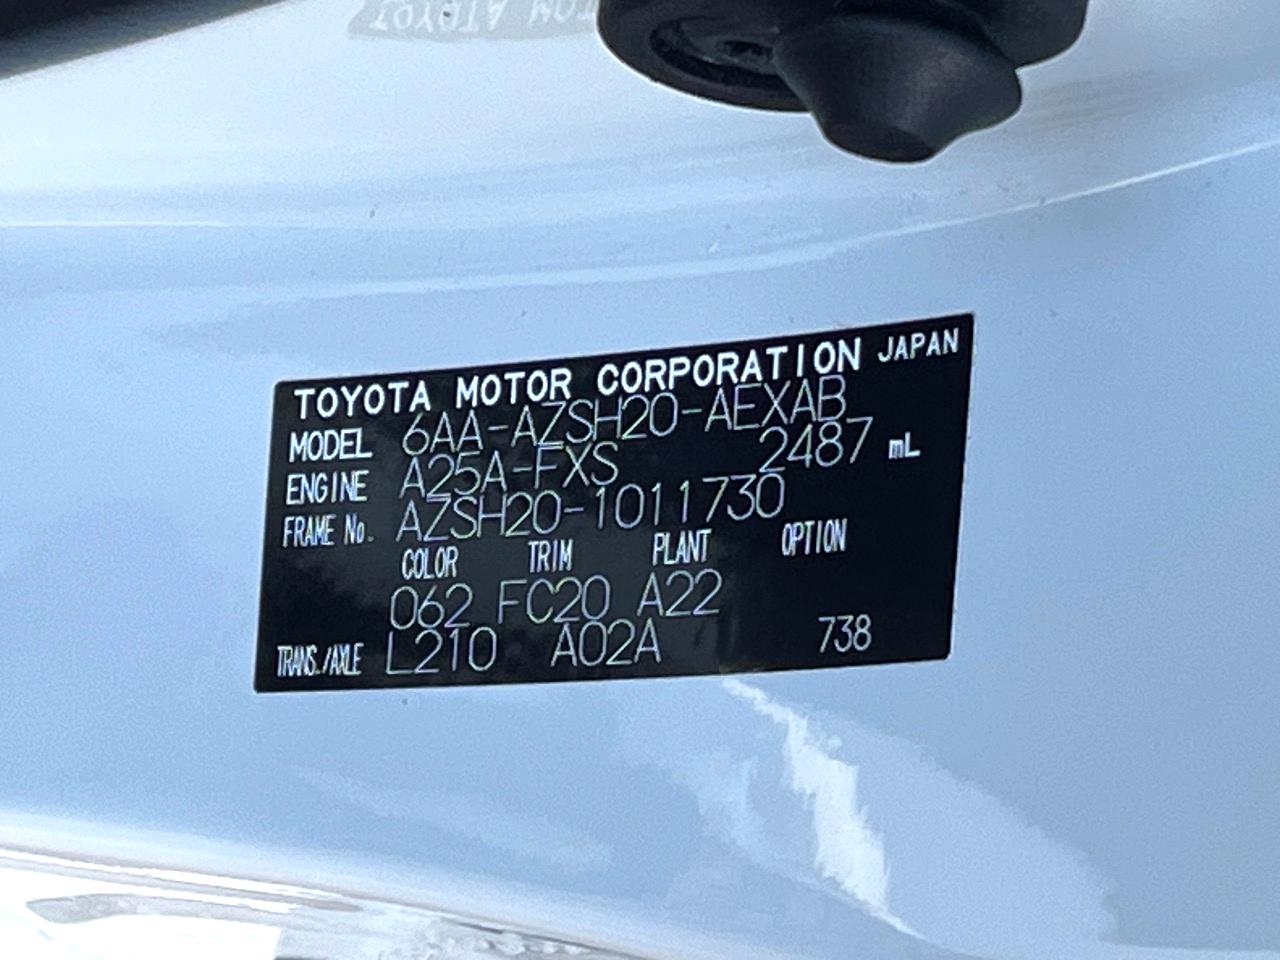 TOYOTA MOTOR CORPORATION JAPAN
MODEL 6AA-AZSH20-AEXAB
ENGINE A25A-FXS 2487 mL
FRAME No. AZSH20-1011730
COLOR TRIM PLANT OPTION
062 FC20 A22
TRANS./AXLE L210 A02A 738